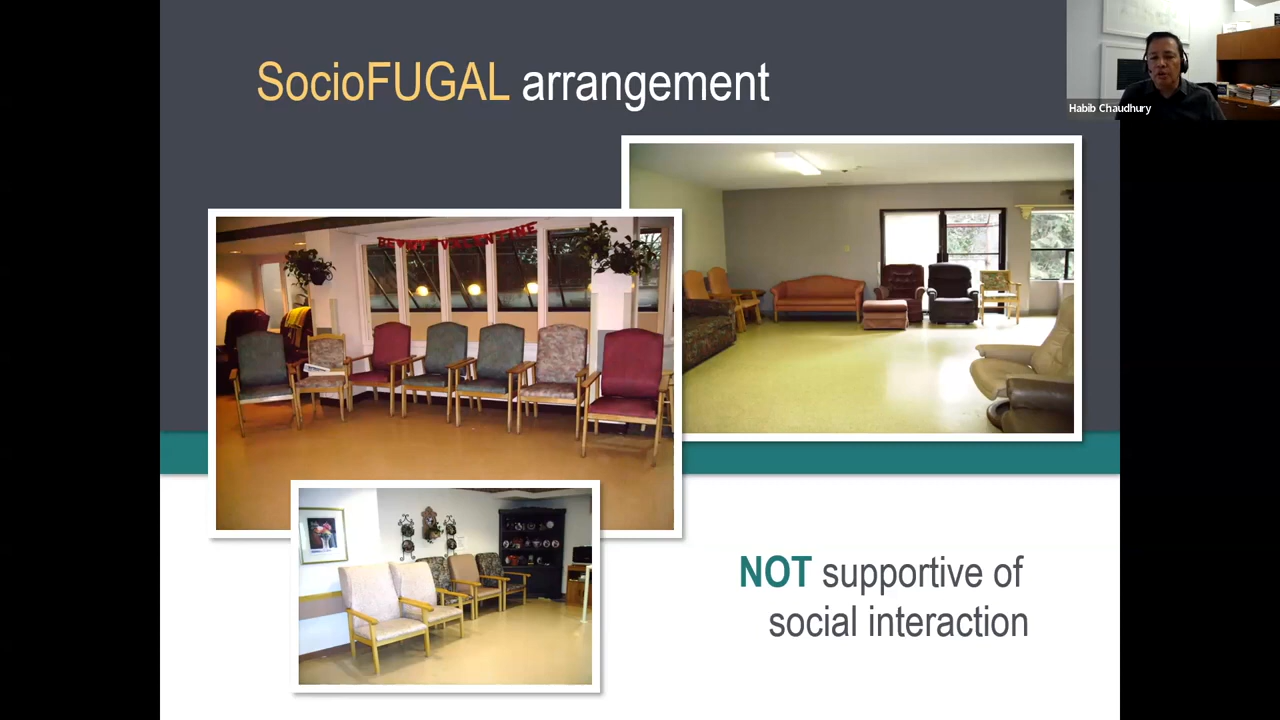 SocioFUGAL arrangement
Habib Chaudhury
NOT supportive of
social interaction